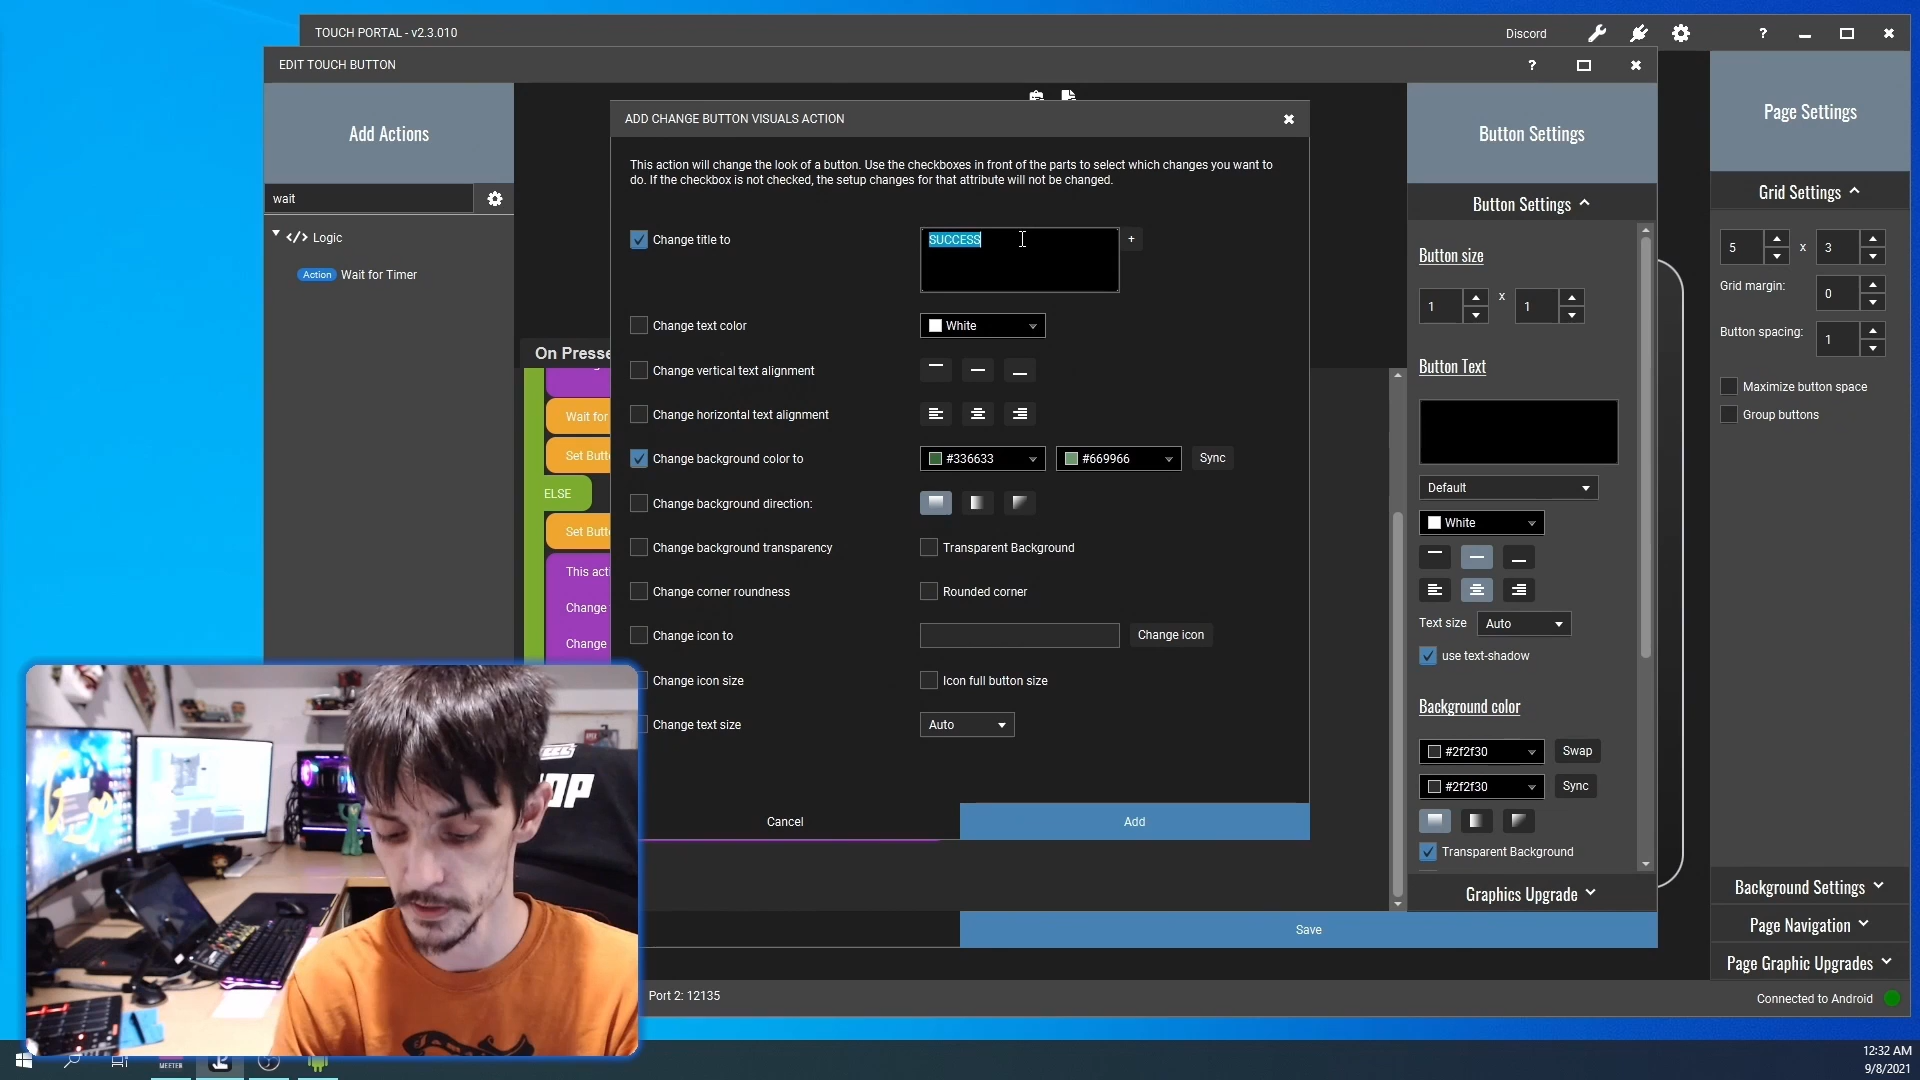 TOUCH PORTAL - v2.3.010
Discord
?
EDIT TOUCH BUTTON
?
Add Actions
wait
</> Logic
Action Wait for Timer
ADD CHANGE BUTTON VISUALS ACTION
This action will change the look of a button. Use the checkboxes in front of the parts to select which changes you want to
do. If the checkbox is not checked, the setup changes for that attribute will not be changed.
Change title to
SUCCESS
+
Change text color
White
Change vertical text alignment
Change horizontal text alignment
Change background color to
#336633
#669966
Sync
Change background direction:
Change background transparency
Transparent Background
Change corner roundness
Rounded corner
Change icon to
Change icon
Change icon size
Icon full button size
Change text size
Auto
Cancel
Add
On Presse
Wait for
Set Butt
ELSE
Set Butt
This acti
Change
Change
Button Settings
Button Settings
Button size
1 x 1
Button Text
Default
White
Text size Auto
use text-shadow
Background color
#2f2f30
Swap
#2f2f30
Sync
Transparent Background
Graphics Upgrade
Save
Page Settings
Grid Settings
5 x 3
Grid margin: 0
Button spacing: 1
Maximize button space
Group buttons
Background Settings
Page Navigation
Page Graphic Upgrades
Port 2: 12135
Connected to Android
MEETER
12:32 AM
9/8/2021